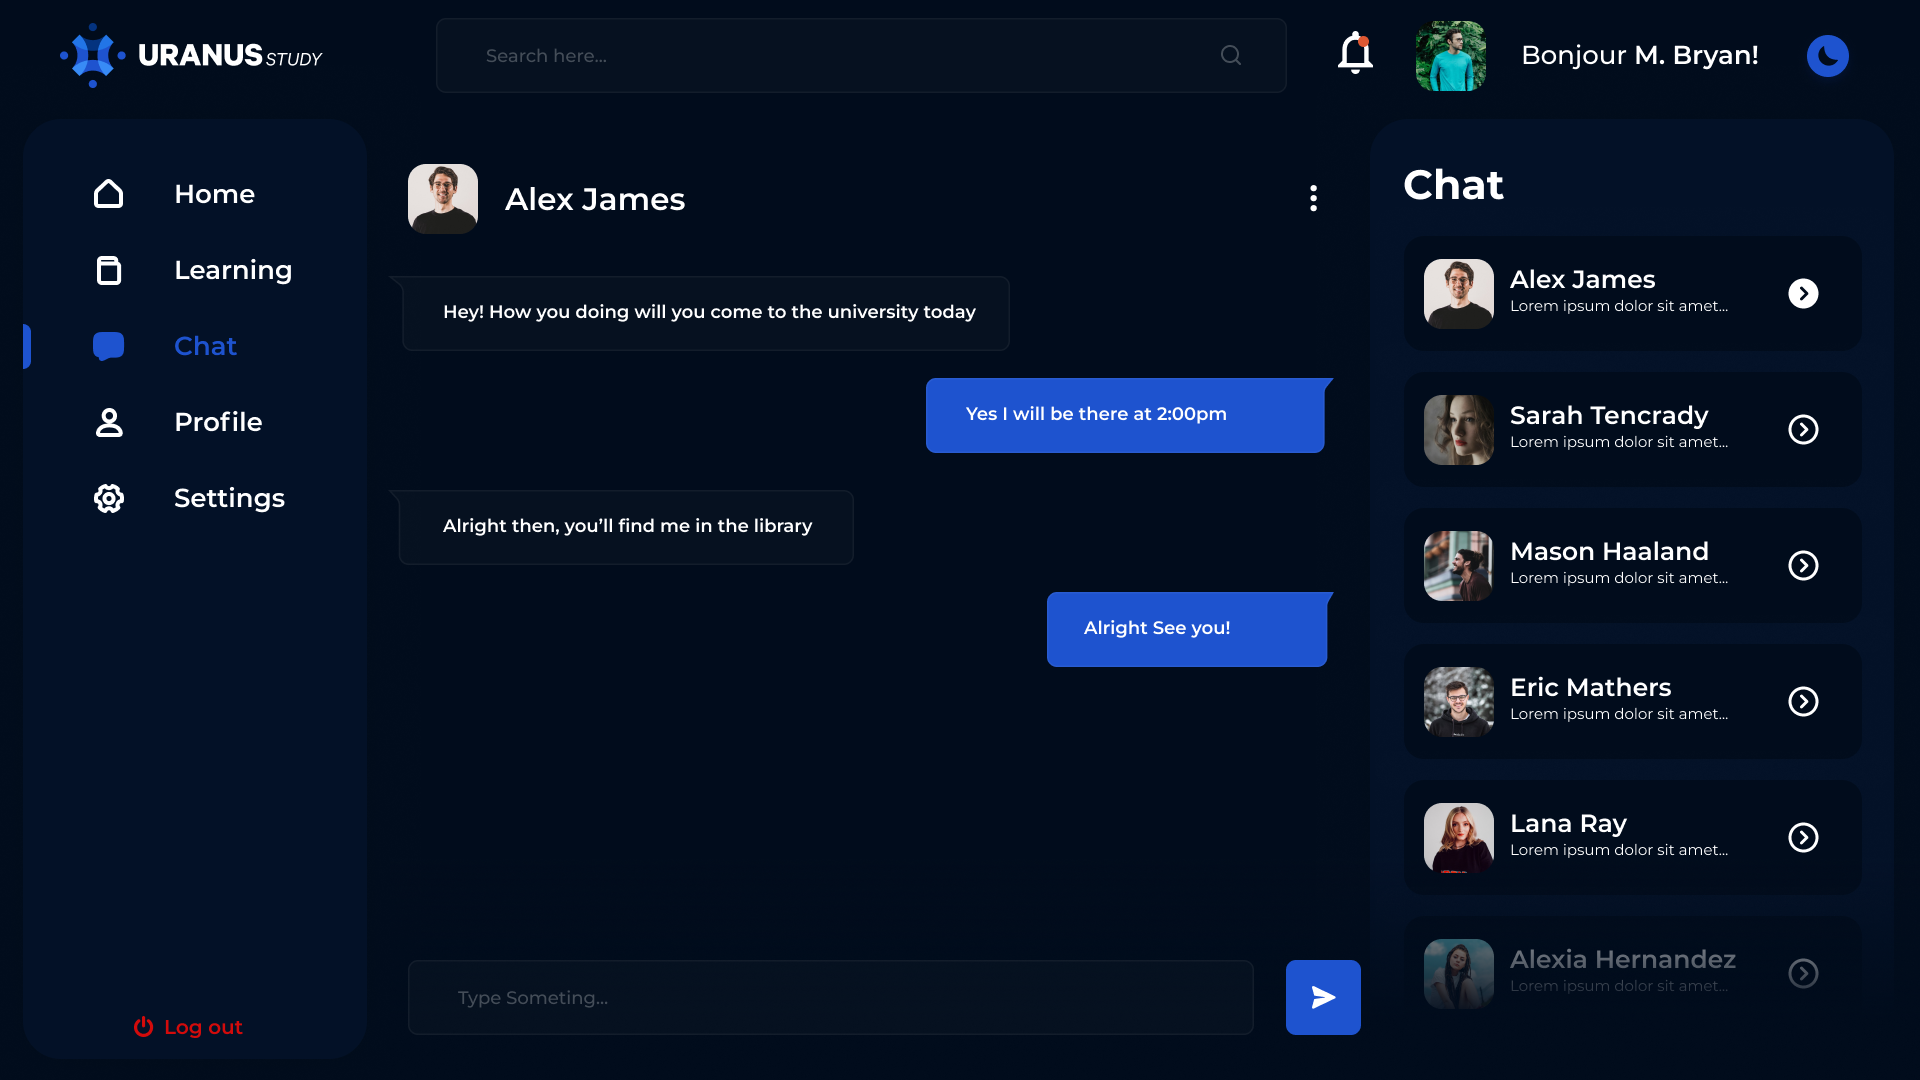 URANUS STUDY
Search here...
Bonjour M. Bryan!
Home
Learning
Chat
Profile
Settings
Log out
Alex James
Hey! How you doing will you come to the university today
Yes I will be there at 2:00pm
Alright then, you’ll find me in the library
Alright See you!
Type Someting...
Chat
Alex James
Lorem ipsum dolor sit amet...
Sarah Tencrady
Lorem ipsum dolor sit amet...
Mason Haaland
Lorem ipsum dolor sit amet...
Eric Mathers
Lorem ipsum dolor sit amet...
Lana Ray
Lorem ipsum dolor sit amet...
Alexia Hernandez
Lorem ipsum dolor sit amet...